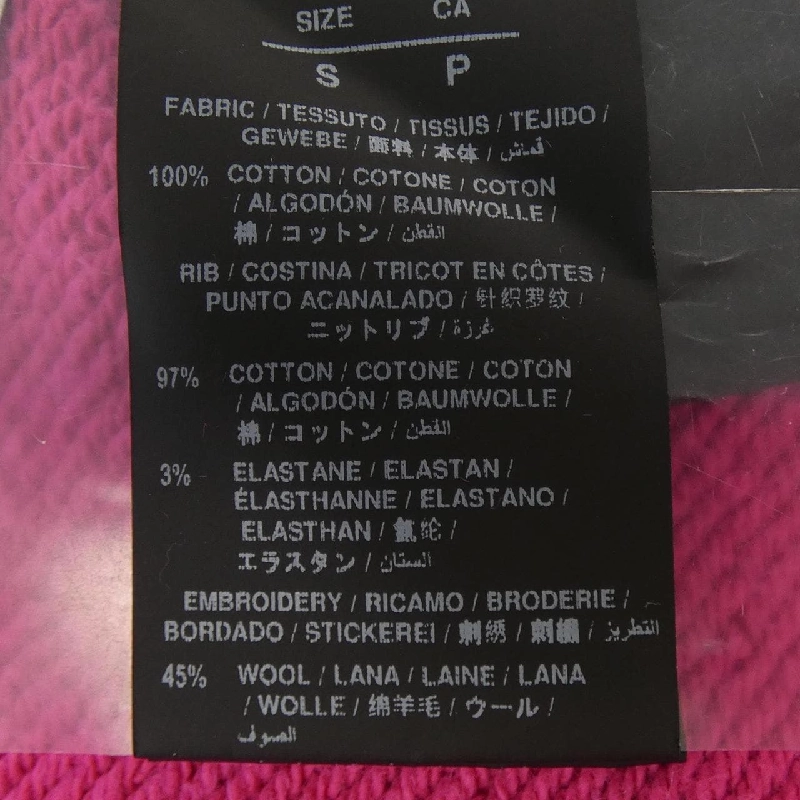 SIZE CA
S P
FABRIC / TESSUTO / TISSUS / TEJIDO /
GEWEBE / 面料 / 本体 / قماش
100% COTTON / COTONE / COTON
/ ALGODÓN / BAUMWOLLE /
棉 / コットン / القطن
RIB / COSTINA / TRICOT EN CÔTES /
PUNTO ACANALADO / 针织罗纹 /
ニットリブ / غرزة
97% COTTON / COTONE / COTON
/ ALGODÓN / BAUMWOLLE /
棉 / コットン / القطن
3% ELASTANE / ELASTAN /
ÉLASTHANNE / ELASTANO /
ELASTHAN / 氨纶 /
エラスタン / الستان
EMBROIDERY / RICAMO / BRODERIE /
BORDADO / STICKEREI / 刺绣 / 刺繍 / التطريز
45% WOOL / LANA / LAINE / LANA
/ WOLLE / 绵羊毛 / ウール /
الصوف